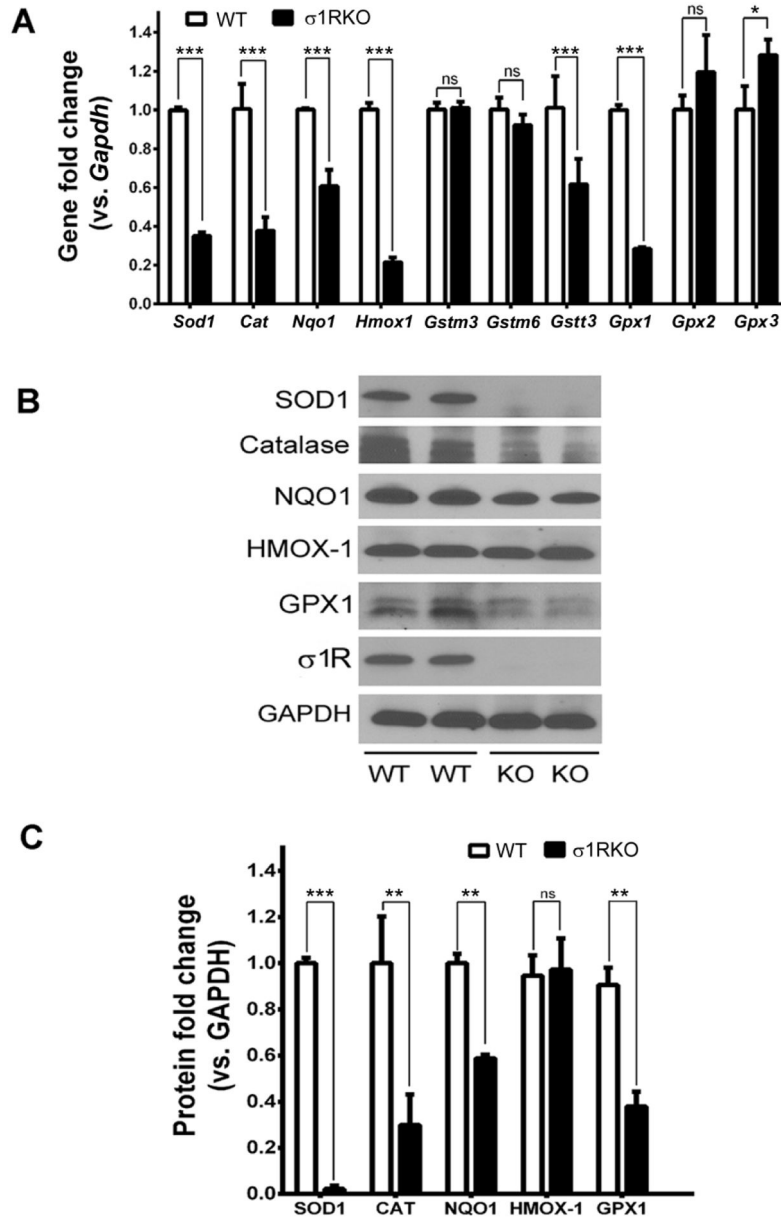 A
WT σ1RKO
Gene fold change
(vs. Gapdh)
1.4
1.2
1.0
0.8
0.6
0.4
0.2
0.0
*** *** *** *** ns ns *** *** ns *
Sod1 Cat Nqo1 Hmox1 Gstm3 Gstm6 Gstt3 Gpx1 Gpx2 Gpx3
B
SOD1
Catalase
NQO1
HMOX-1
GPX1
σ1R
GAPDH
WT WT KO KO
C
WT σ1RKO
Protein fold change
(vs. GAPDH)
1.4
1.2
1.0
0.8
0.6
0.4
0.2
0.0
*** ** ** ns **
SOD1 CAT NQO1 HMOX-1 GPX1